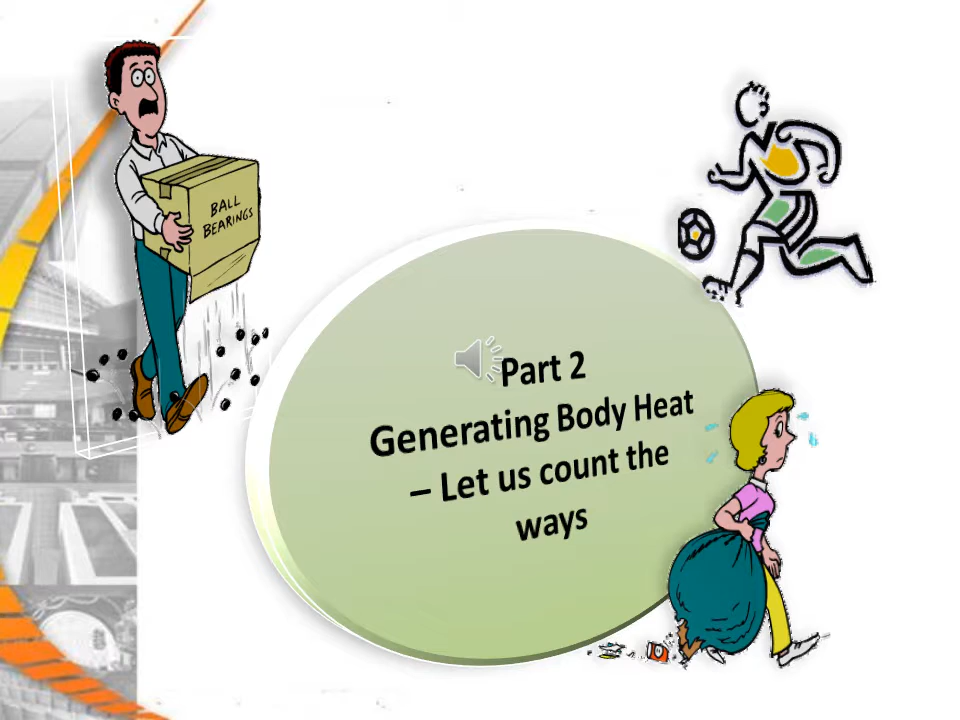 BALL
BEARINGS
Part 2
Generating Body Heat
– Let us count the
ways